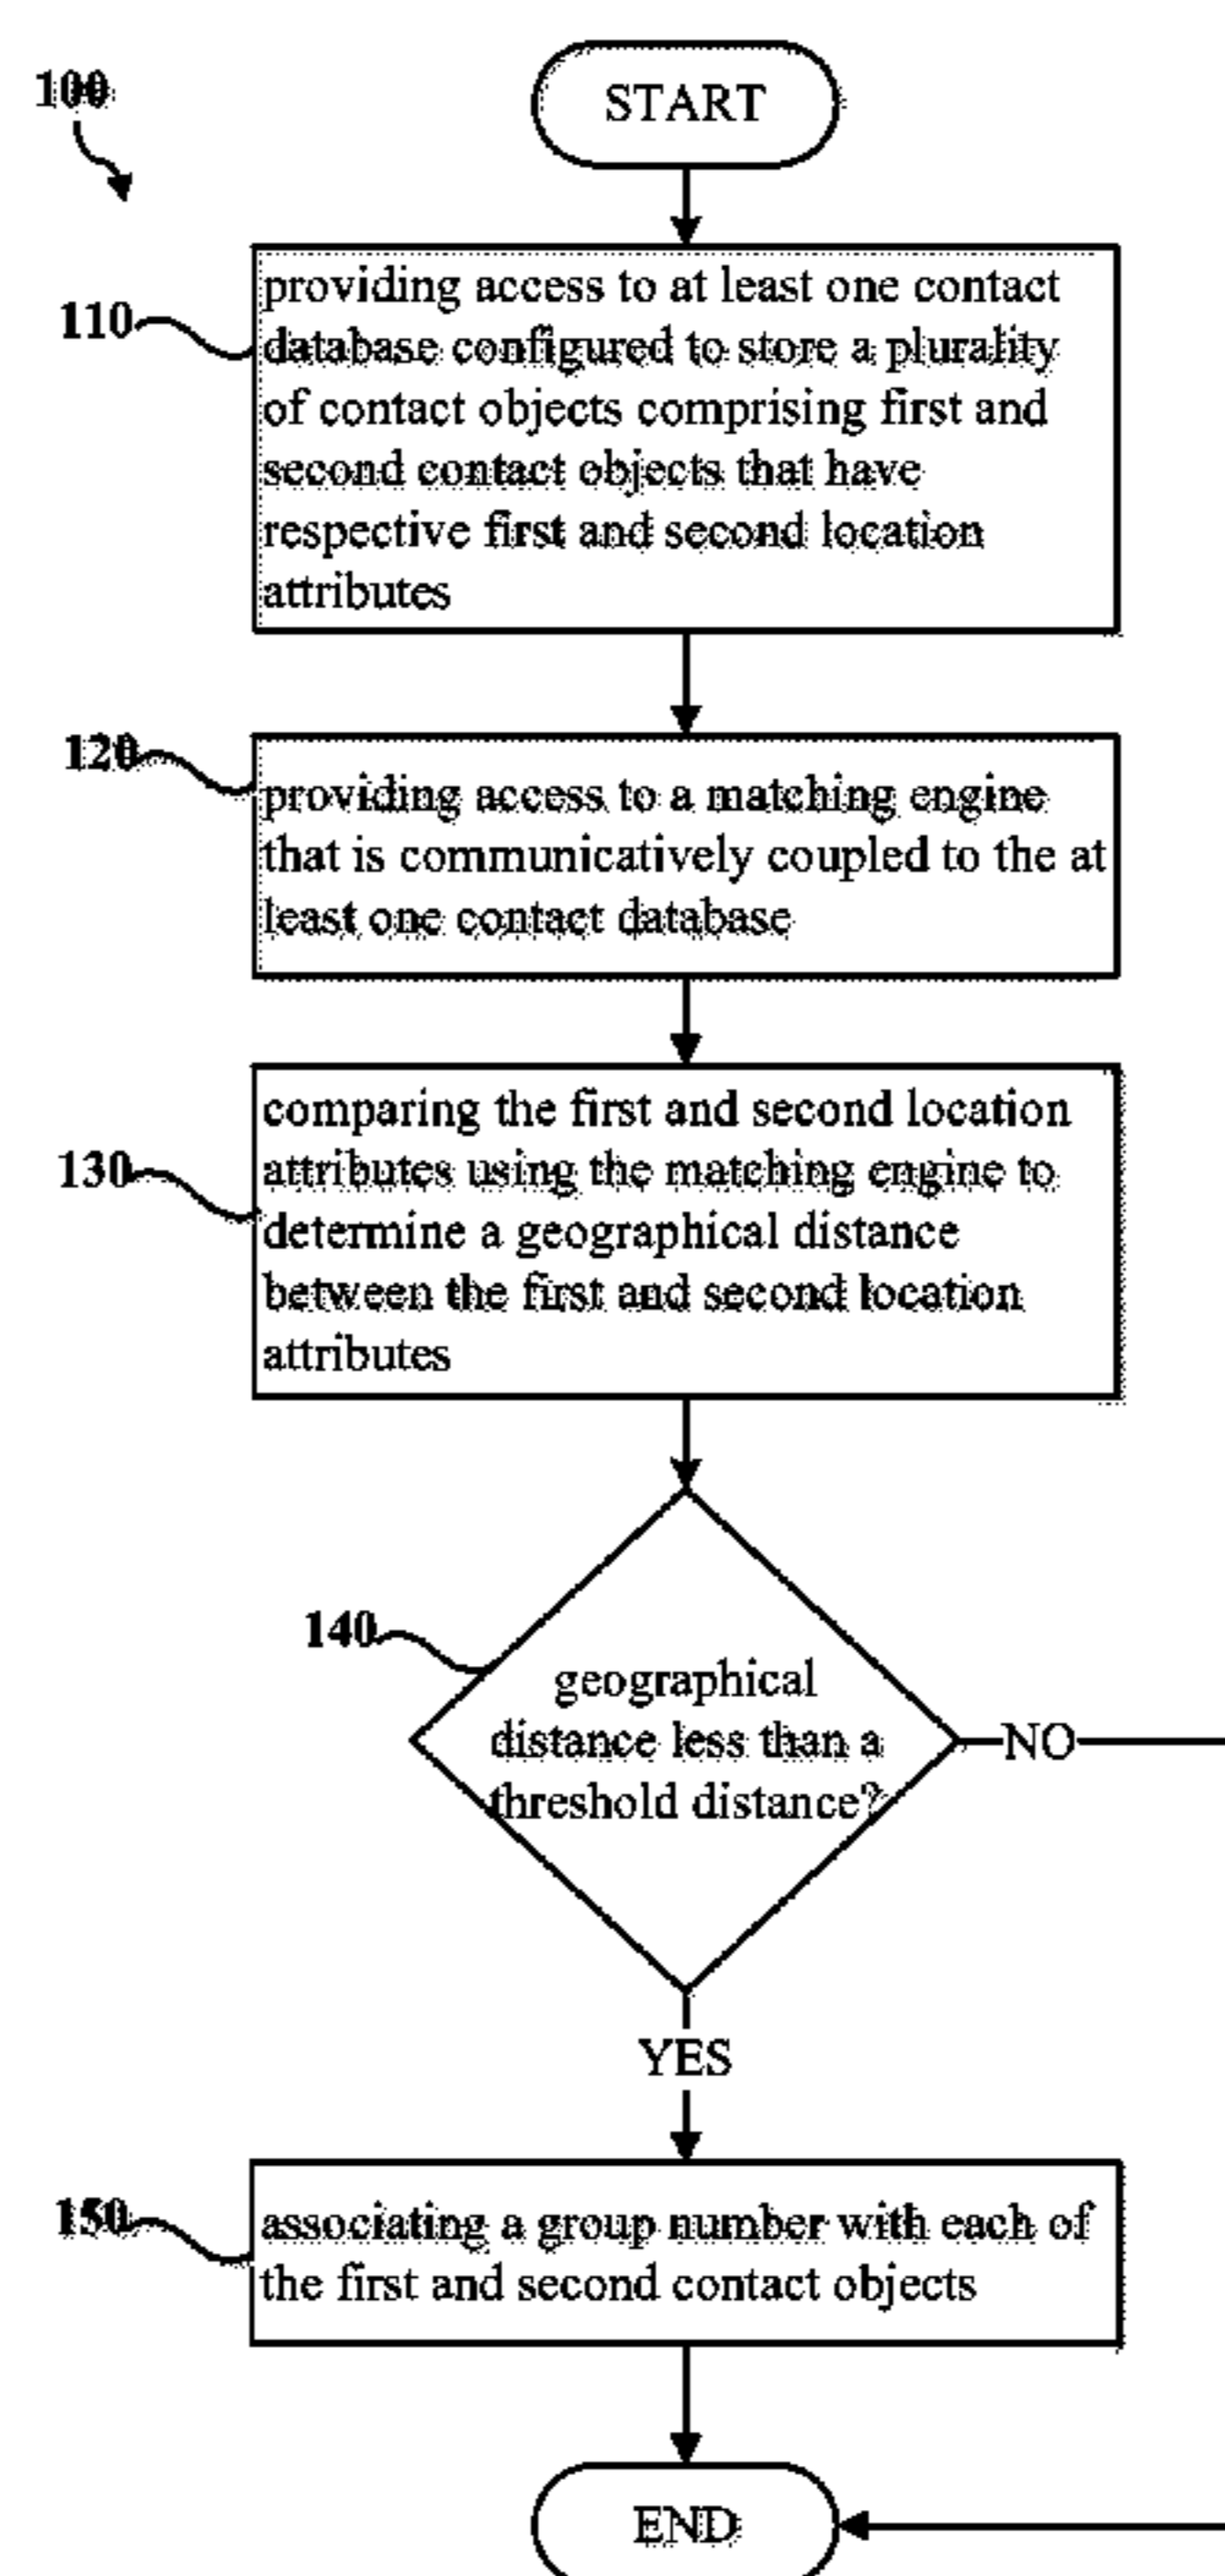 100
START
110
providing access to at least one contact
database configured to store a plurality
of contact objects comprising first and
second contact objects that have
respective first and second location
attributes
120
providing access to a matching engine
that is communicatively coupled to the at
least one contact database
130
comparing the first and second location
attributes using the matching engine to
determine a geographical distance
between the first and second location
attributes
140
geographical
distance less than a
threshold distance?
NO
YES
150
associating a group number with each of
the first and second contact objects
END